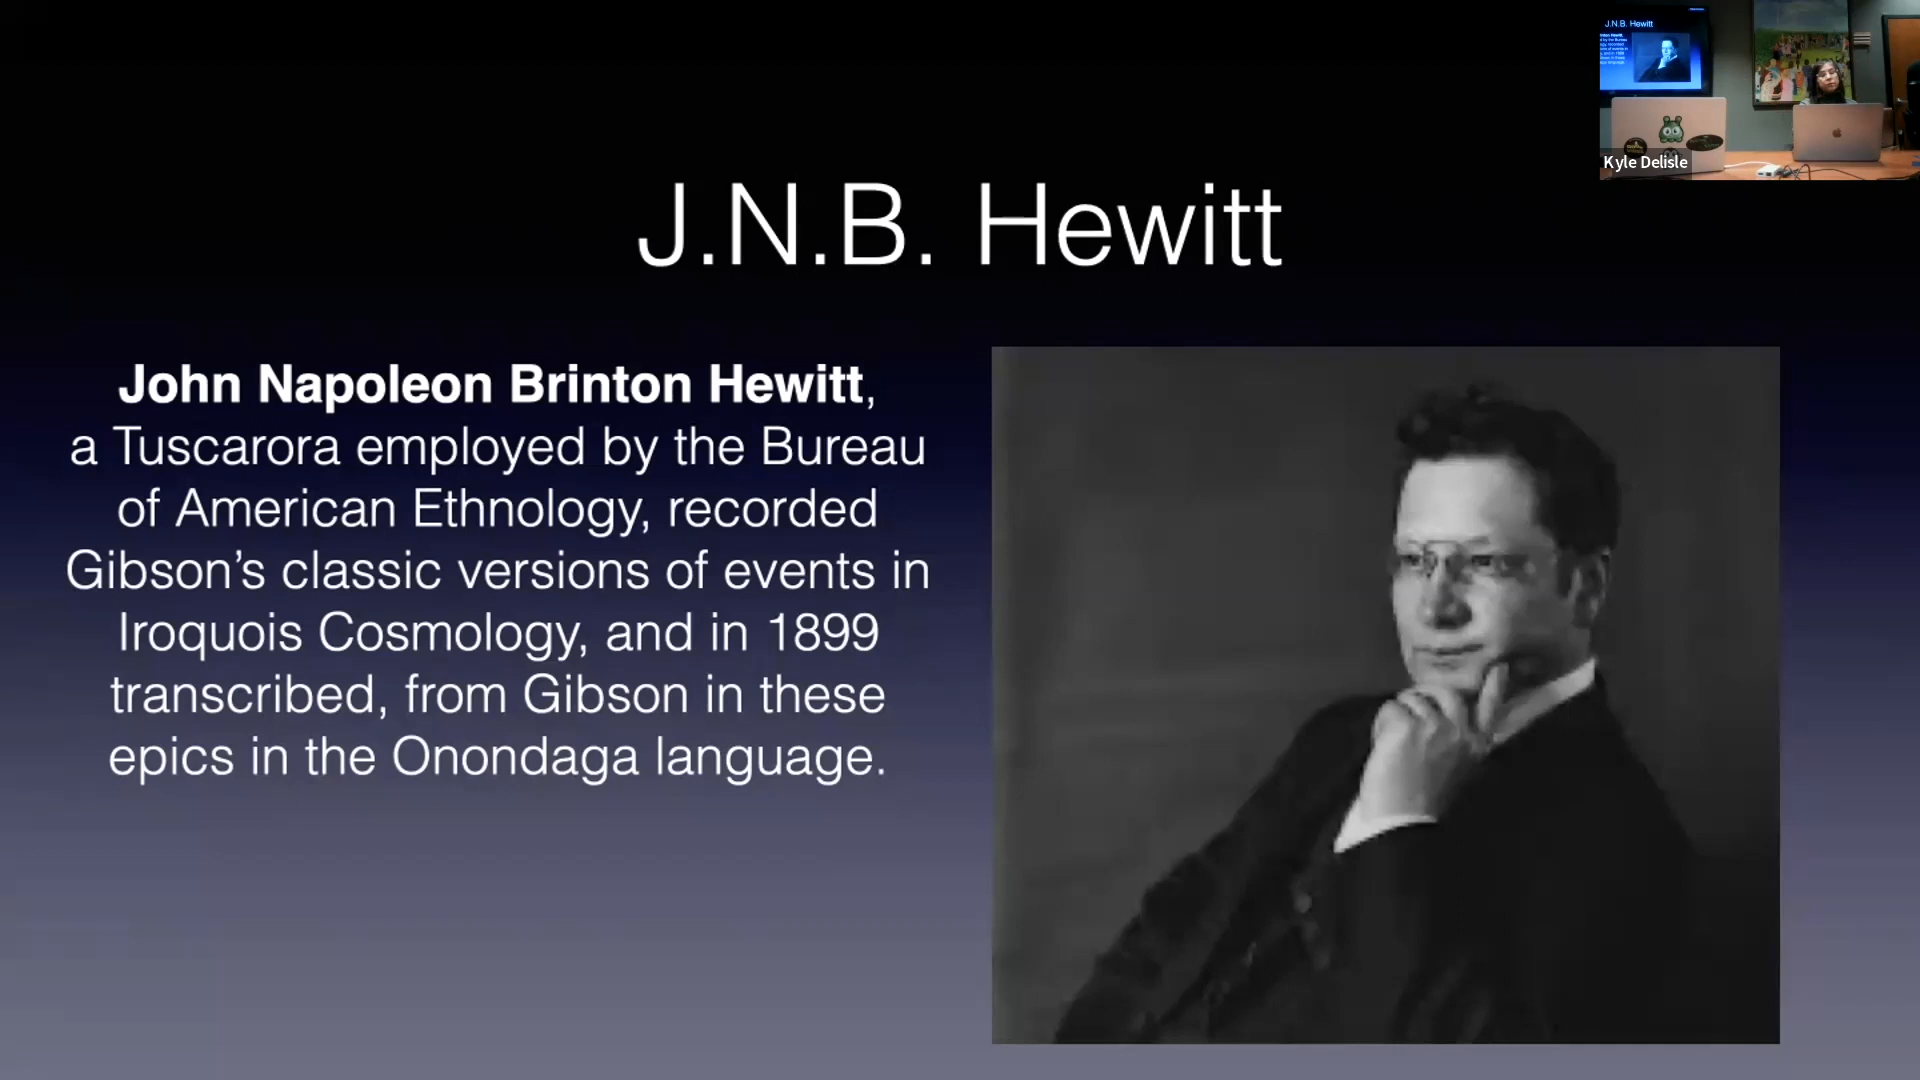 J.N.B. Hewitt
John Napoleon Brinton Hewitt,
a Tuscarora employed by the Bureau
of American Ethnology, recorded
Gibson’s classic versions of events in
Iroquois Cosmology, and in 1899
transcribed, from Gibson in these
epics in the Onondaga language.
J.N.B. Hewitt
Kyle Delisle